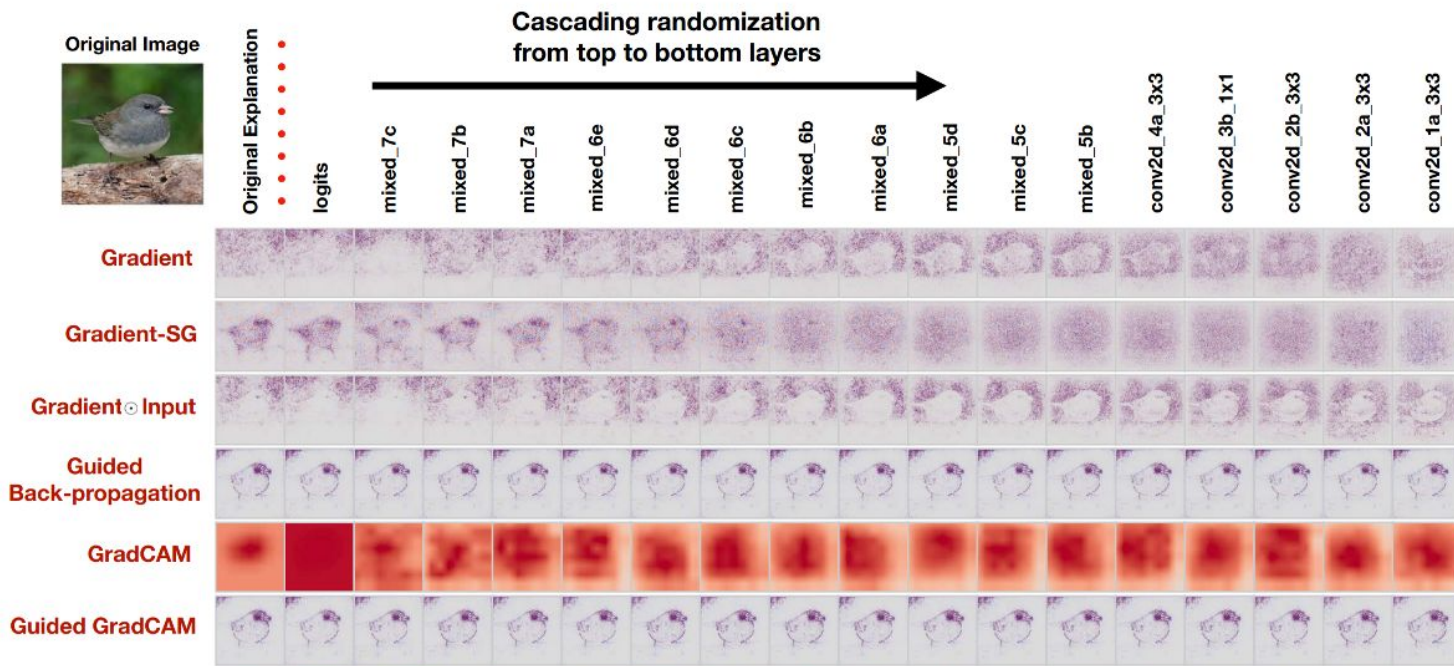 Cascading randomization
from top to bottom layers
Original Image
Original Explanation
logits
mixed_7c
mixed_7b
mixed_7a
mixed_6e
mixed_6d
mixed_6c
mixed_6b
mixed_6a
mixed_5d
mixed_5c
mixed_5b
conv2d_4a_3x3
conv2d_3b_1x1
conv2d_2b_3x3
conv2d_2a_3x3
conv2d_1a_3x3
Gradient
Gradient-SG
Gradient⊙Input
Guided
Back-propagation
GradCAM
Guided GradCAM